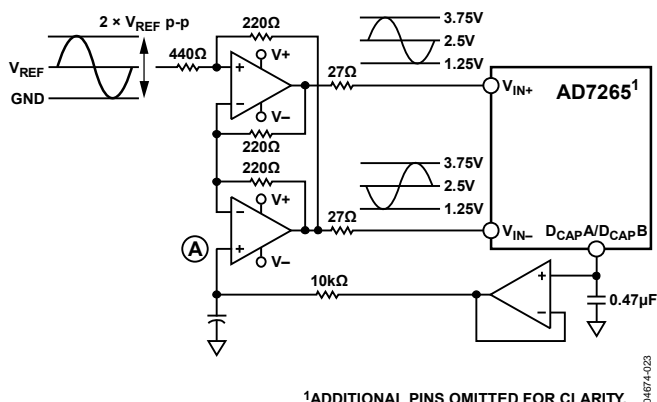 2 × VREF p-p
VREF
GND
440Ω
220Ω
V+
+
−
V−
220Ω
220Ω
V+
−
+
V−
A
27Ω
3.75V
2.5V
1.25V
27Ω
3.75V
2.5V
1.25V
VIN+
AD7265¹
VIN−
DCAPA/DCAPB
10kΩ
+
−
0.47µF
¹ADDITIONAL PINS OMITTED FOR CLARITY.
04674-023